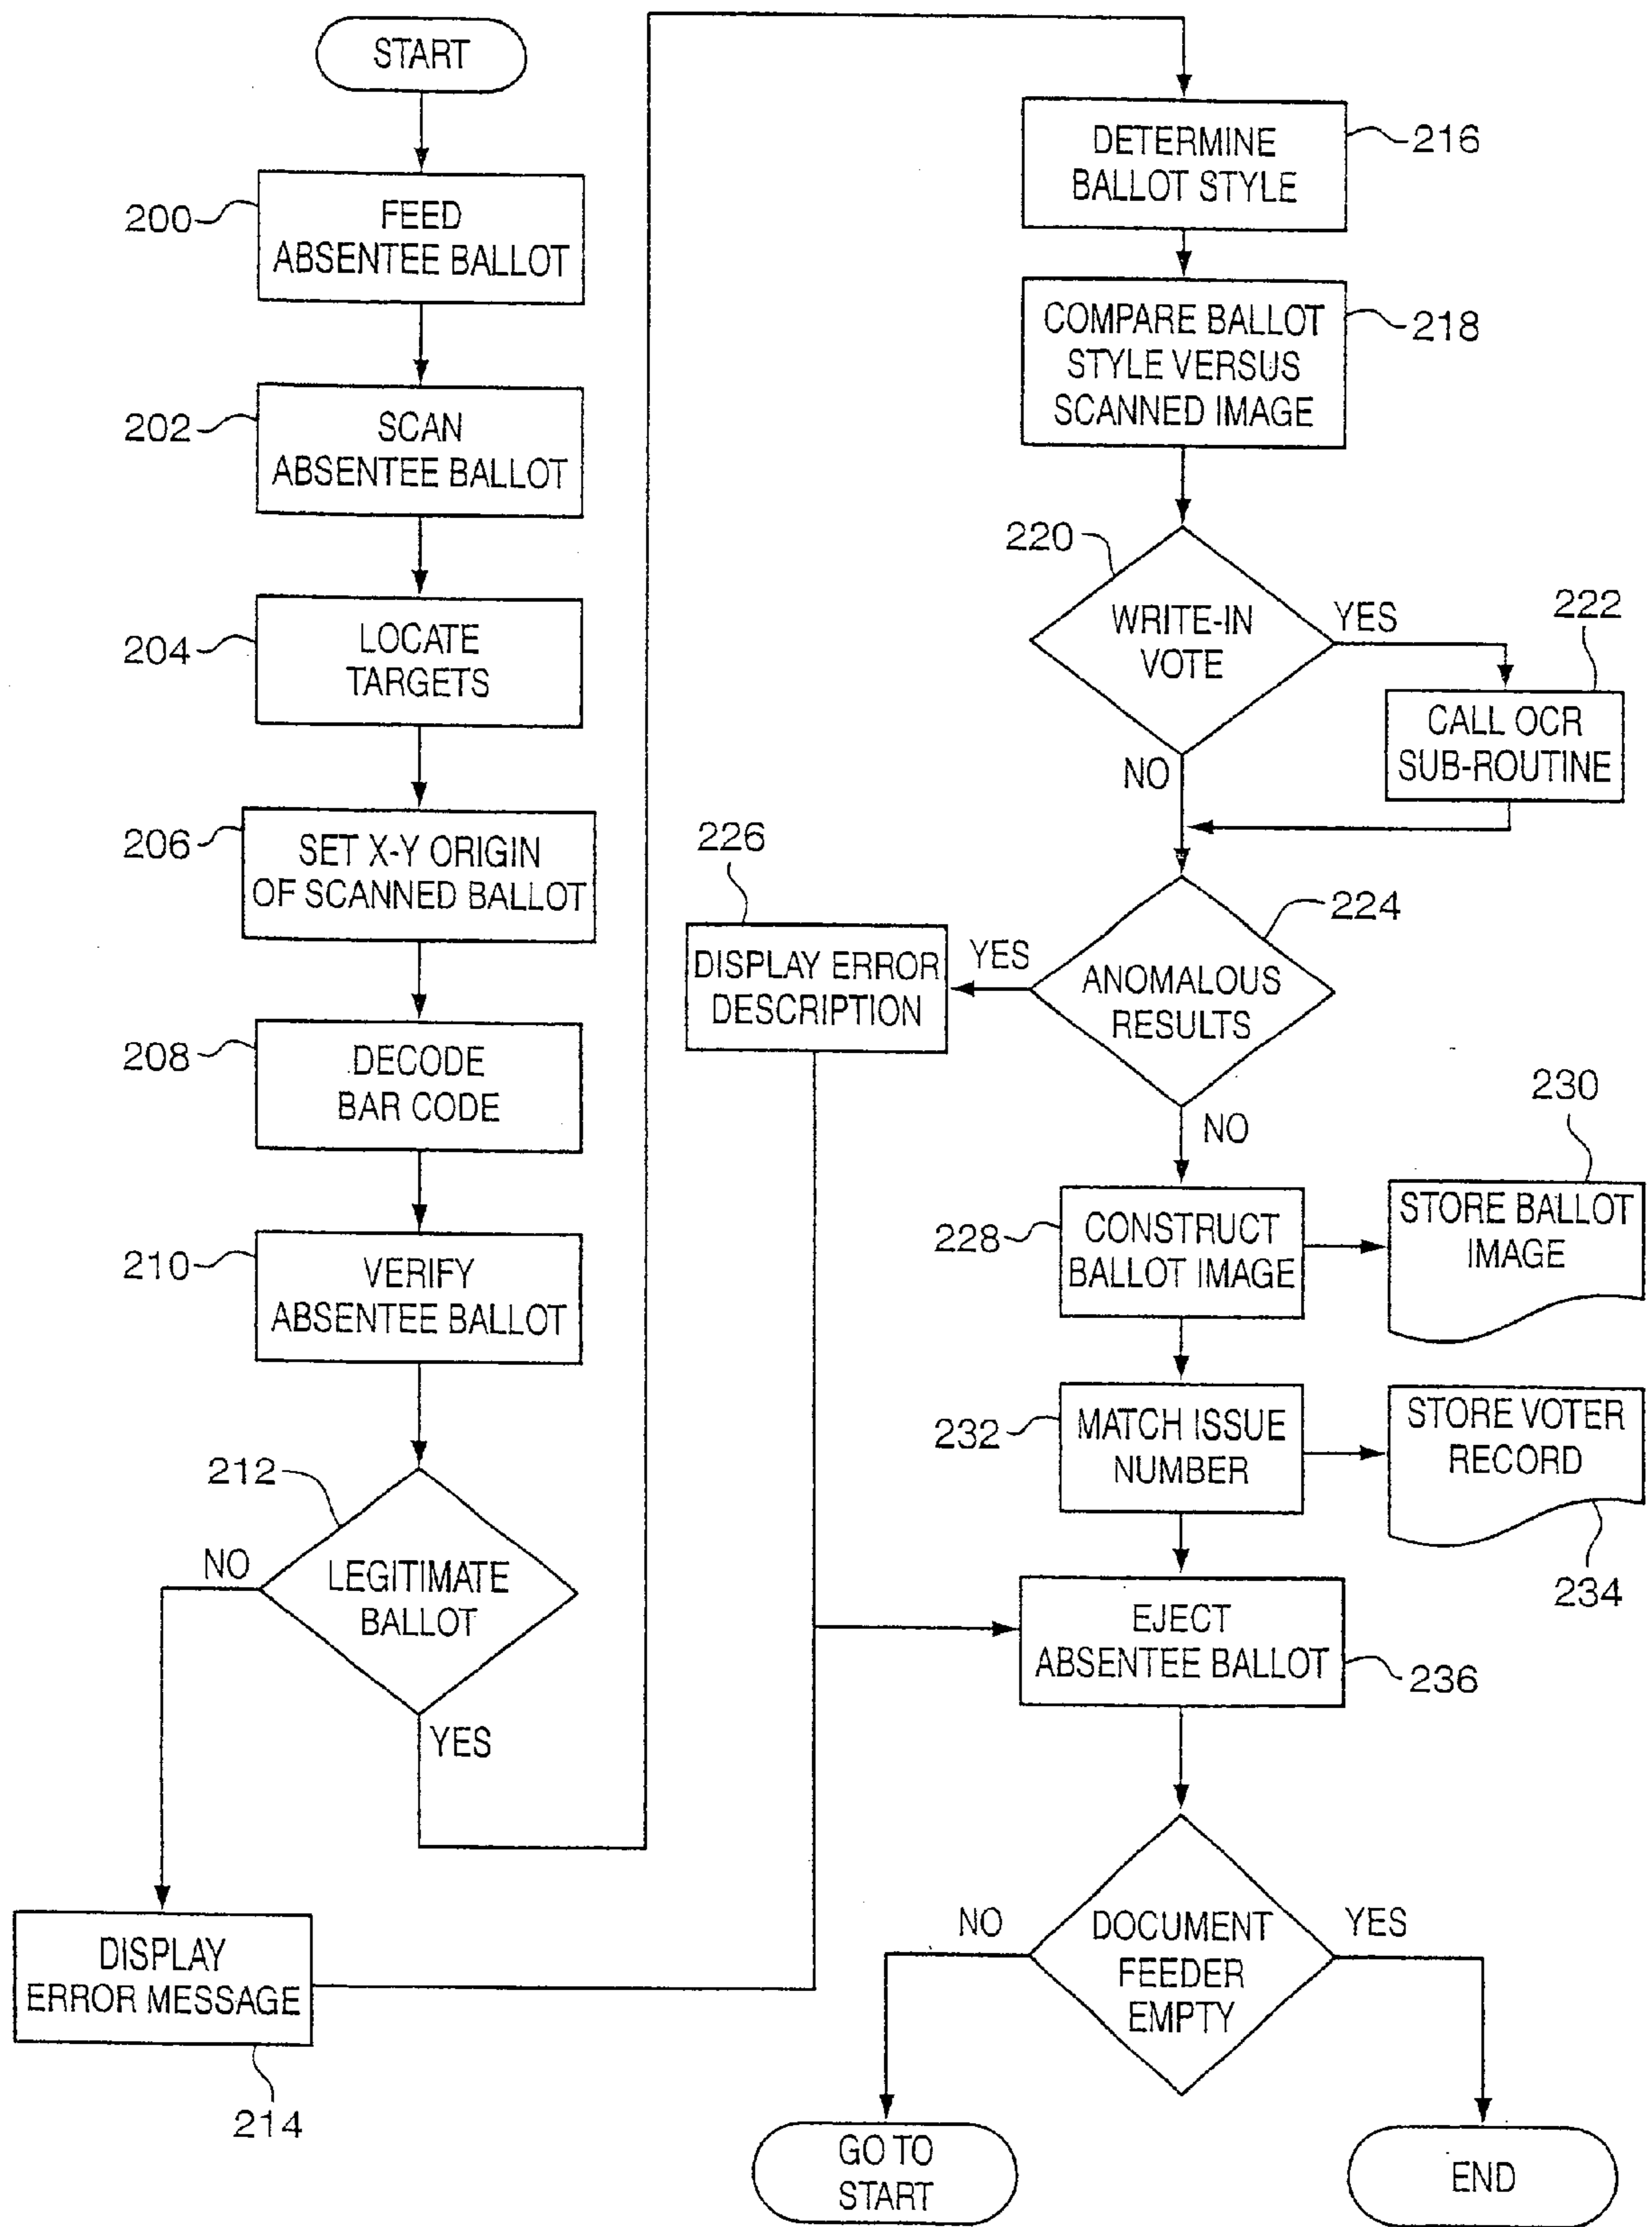 START
200
FEED
ABSENTEE BALLOT
202
SCAN
ABSENTEE BALLOT
204
LOCATE
TARGETS
206
SET X-Y ORIGIN
OF SCANNED BALLOT
208
DECODE
BAR CODE
210
VERIFY
ABSENTEE BALLOT
212
NO
LEGITIMATE
BALLOT
YES
DISPLAY
ERROR MESSAGE
214
DETERMINE
BALLOT STYLE
216
COMPARE BALLOT
STYLE VERSUS
SCANNED IMAGE
218
220
WRITE-IN
VOTE
YES
222
CALL OCR
SUB-ROUTINE
NO
226
DISPLAY ERROR
DESCRIPTION
YES
224
ANOMALOUS
RESULTS
NO
228
CONSTRUCT
BALLOT IMAGE
230
STORE BALLOT
IMAGE
232
MATCH ISSUE
NUMBER
STORE VOTER
RECORD
234
EJECT
ABSENTEE BALLOT
236
NO
DOCUMENT
FEEDER
EMPTY
YES
GO TO
START
END